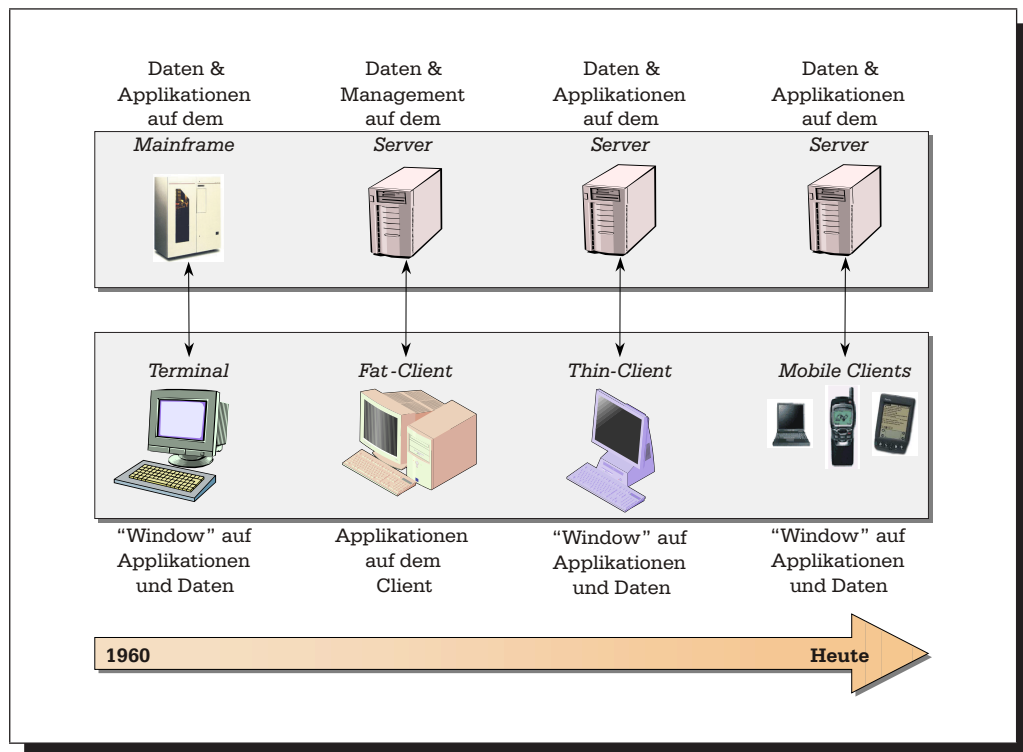 Daten &
Applikationen
auf dem
Mainframe
Daten &
Management
auf dem
Server
Daten &
Applikationen
auf dem
Server
Daten &
Applikationen
auf dem
Server
Terminal
Fat-Client
Thin-Client
Mobile Clients
“Window” auf
Applikationen
und Daten
Applikationen
auf dem
Client
“Window” auf
Applikationen
und Daten
“Window” auf
Applikationen
und Daten
1960
Heute